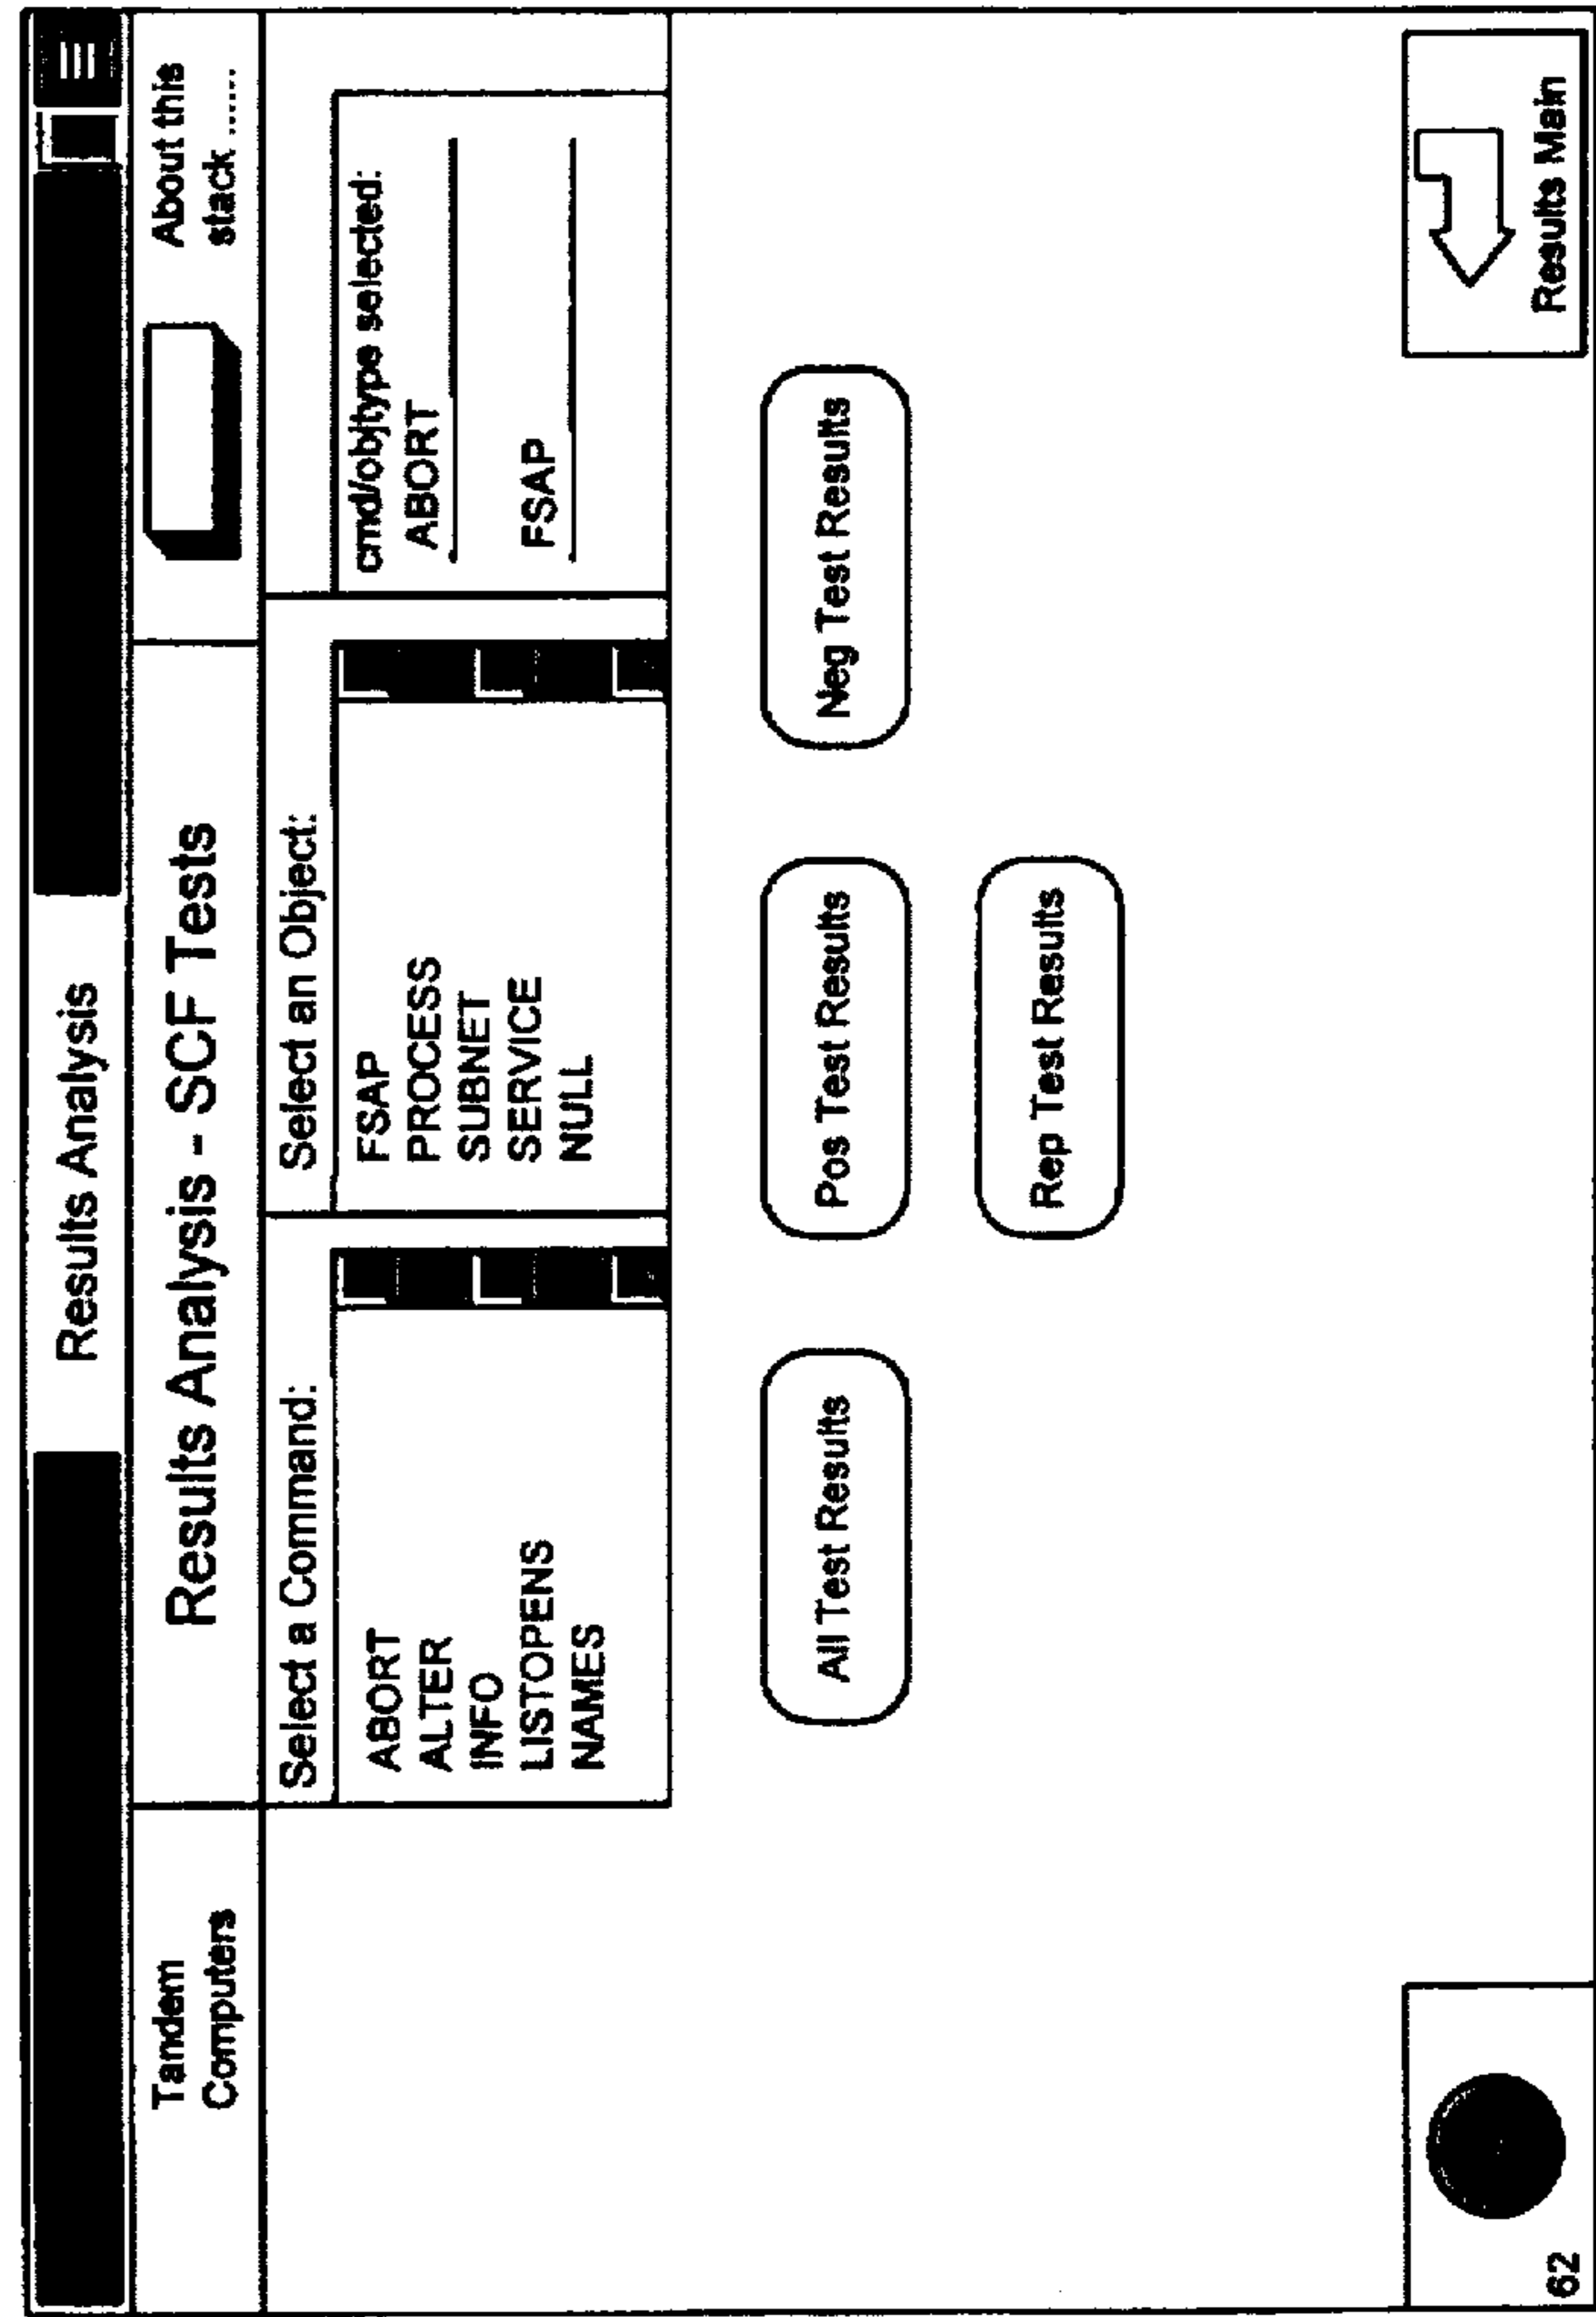 Results Analysis
Tandem
Computers
Results Analysis - SCF Tests
About this
stack ......
Select a Command:
ABORT
ALTER
INFO
LISTOPENS
NAMES
Select an Object:
FSAP
PROCESS
SUBNET
SERVICE
NULL
cmd/objtype selected:
ABORT
FSAP
All Test Results
Pos Test Results
Neg Test Results
Rep Test Results
62
Results Main